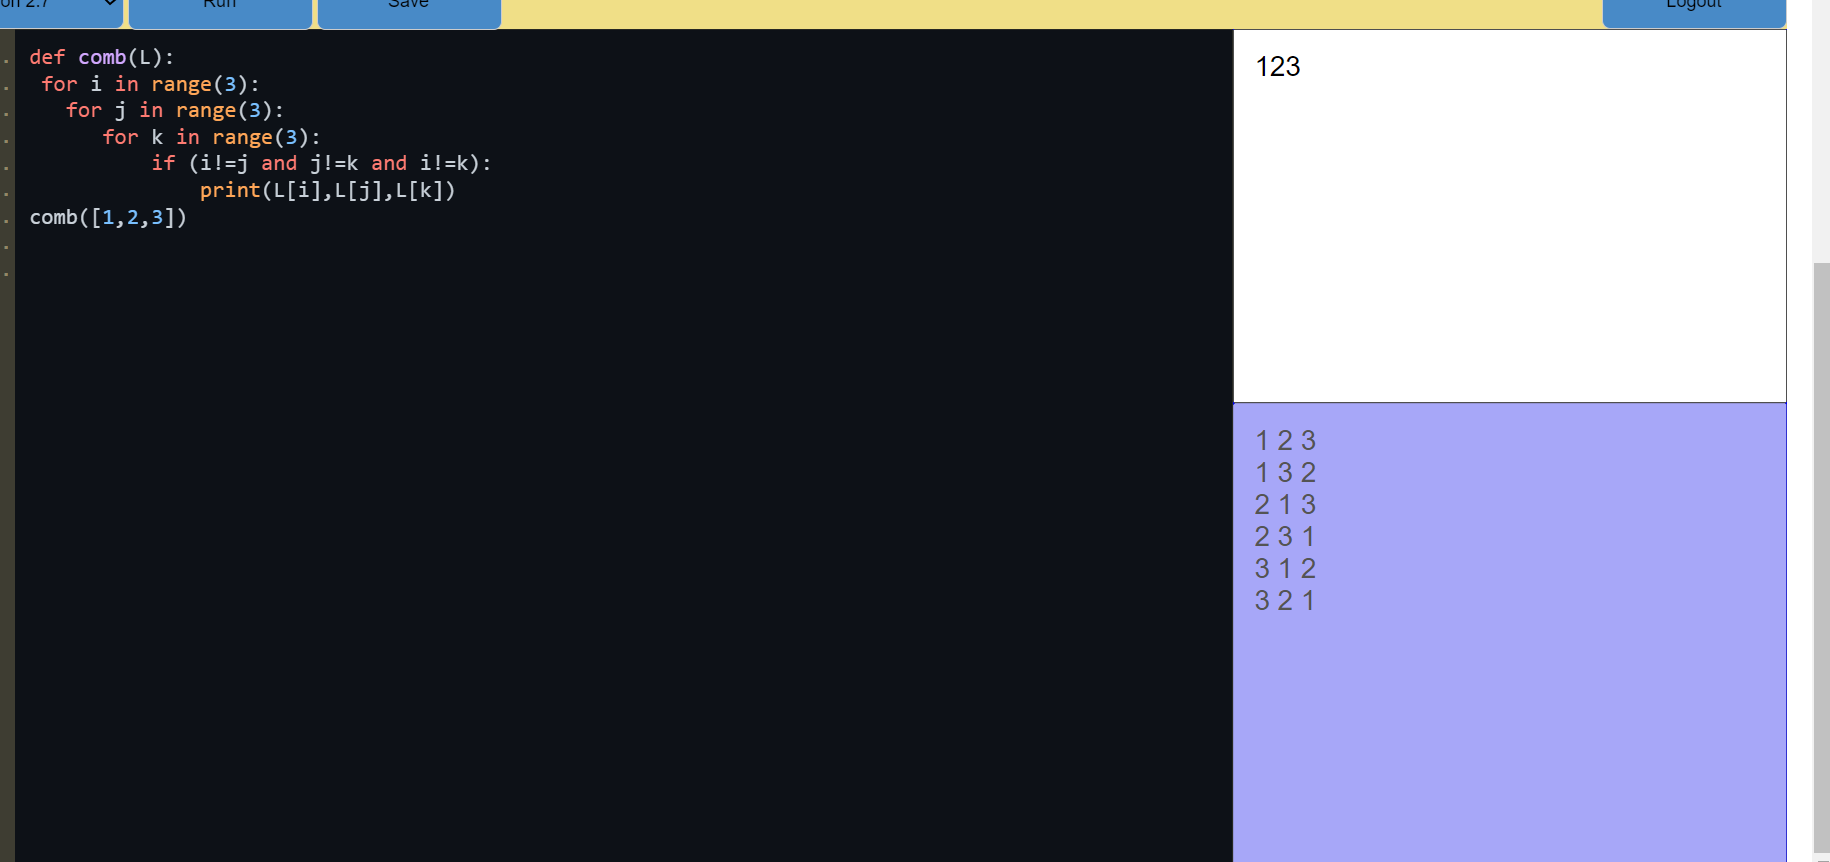 on 2.7 Run Save Logout
def comb(L):
for i in range(3):
for j in range(3):
for k in range(3):
if (i!=j and j!=k and i!=k):
print(L[i],L[j],L[k])
comb([1,2,3])
123
1 2 3
1 3 2
2 1 3
2 3 1
3 1 2
3 2 1